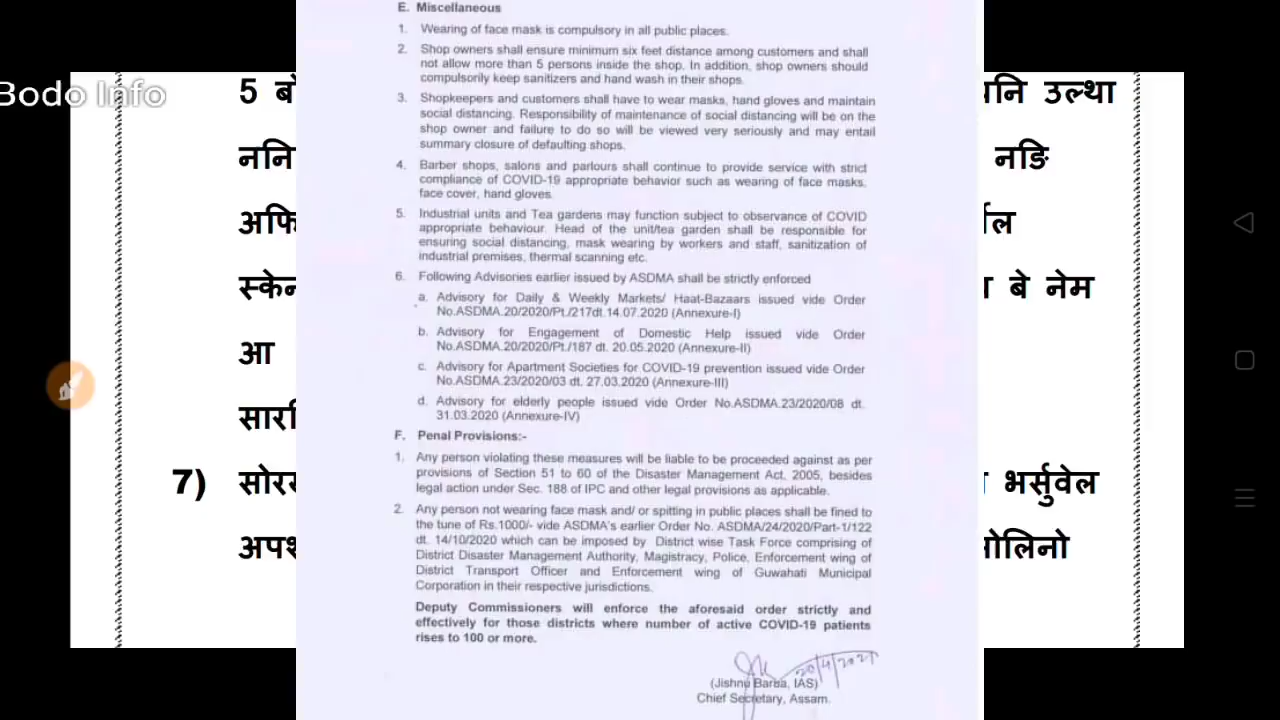 Bodo Info
E. Miscellaneous
1. Wearing of face mask is compulsory in all public places.
2. Shop owners shall ensure minimum six feet distance among customers and shall
not allow more than 5 persons inside the shop. In addition, shop owners should
compulsorily keep sanitizers and hand wash in their shops.
3. Shopkeepers and customers shall have to wear masks, hand gloves and maintain
social distancing. Responsibility of maintenance of social distancing will be on the
shop owner and failure to do so will be viewed very seriously and may entail
summary closure of defaulting shops.
4. Barber shops, salons and parlours shall continue to provide service with strict
compliance of COVID-19 appropriate behavior such as wearing of face masks,
face cover, hand gloves.
5. Industrial units and Tea gardens may function subject to observance of COVID
appropriate behaviour. Head of the unit/tea garden shall be responsible for
ensuring social distancing, mask wearing by workers and staff, sanitization of
industrial premises, thermal scanning etc.
6. Following Advisories earlier issued by ASDMA shall be strictly enforced
a. Advisory for Daily & Weekly Markets/ Haat-Bazaars issued vide Order
No.ASDMA.20/2020/Pt./217dt.14.07.2020 (Annexure-I)
b. Advisory for Engagement of Domestic Help issued vide Order
No.ASDMA.20/2020/Pt./187 dt. 20.05.2020 (Annexure-II)
c. Advisory for Apartment Societies for COVID-19 prevention issued vide Order
No.ASDMA.23/2020/03 dt. 27.03.2020 (Annexure-III)
d. Advisory for elderly people issued vide Order No.ASDMA.23/2020/08 dt.
31.03.2020 (Annexure-IV)
F. Penal Provisions:-
1. Any person violating these measures will be liable to be proceeded against as per
provisions of Section 51 to 60 of the Disaster Management Act, 2005, besides
legal action under Sec. 188 of IPC and other legal provisions as applicable.
2. Any person not wearing face mask and/ or spitting in public places shall be fined to
the tune of Rs.1000/- vide ASDMA's earlier Order No. ASDMA/24/2020/Part-1/122
dt. 14/10/2020 which can be imposed by District wise Task Force comprising of
District Disaster Management Authority, Magistracy, Police, Enforcement wing of
District Transport Officer and Enforcement wing of Guwahati Municipal
Corporation in their respective jurisdictions.
Deputy Commissioners will enforce the aforesaid order strictly and
effectively for those districts where number of active COVID-19 patients
rises to 100 or more.
20/4/2021
(Jishnu Barua, IAS)
Chief Secretary, Assam.
5 उल्था
नङि
बे नेम
आ
7) भर्सुवेल